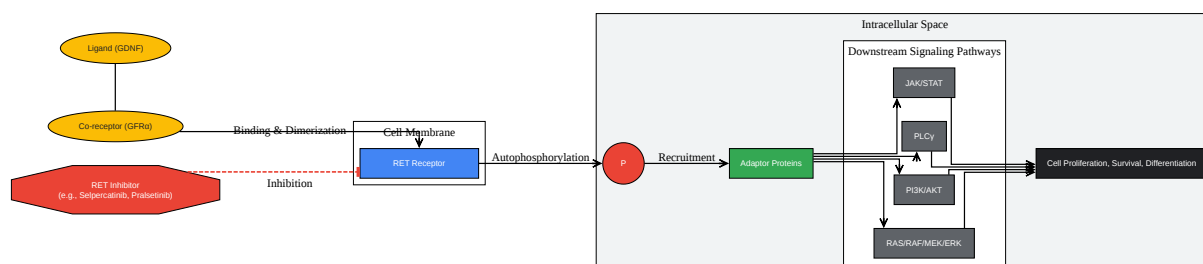 Intracellular Space
Ligand (GDNF)
Downstream Signaling Pathways
JAK/STAT
Co-receptor (GFRα)
Binding & Dimerization
Cell Membrane
PLCγ
RET Receptor
Autophosphorylation
P
Recruitment
Adaptor Proteins
Cell Proliferation, Survival, Differentiation
Inhibition
RET Inhibitor
(e.g., Selpercatinib, Pralsetinib)
PI3K/AKT
RAS/RAF/MEK/ERK